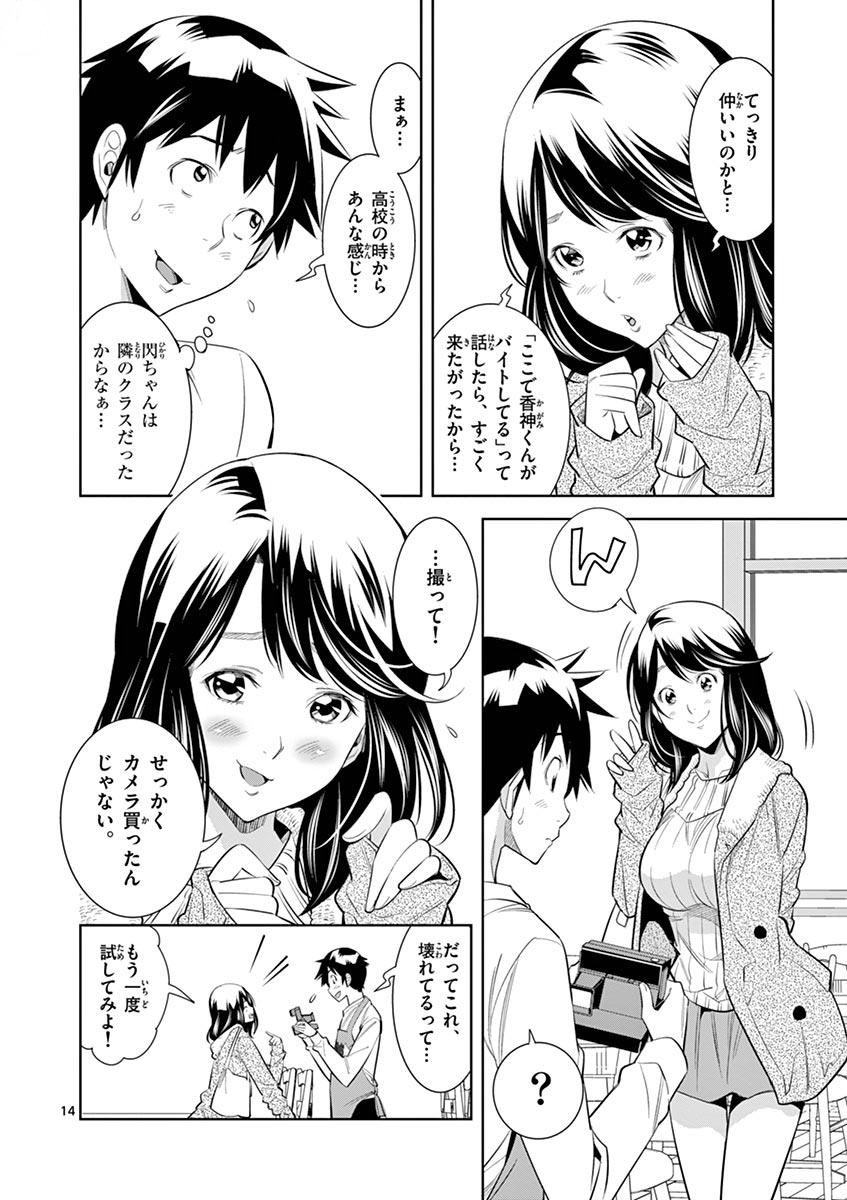 てっきり
仲いいのかと…
「ここで香神くんが
バイトしてる」って
話したら、すごく
来たがったから…
まぁ…
高校の時から
あんな感じ…
閃ちゃんは
隣のクラスだった
からなぁ…
ん
?
…撮って!
せっかく
カメラ買ったん
じゃない。
だってこれ、
壊れてるって…
もう一度
試してみよ!
14